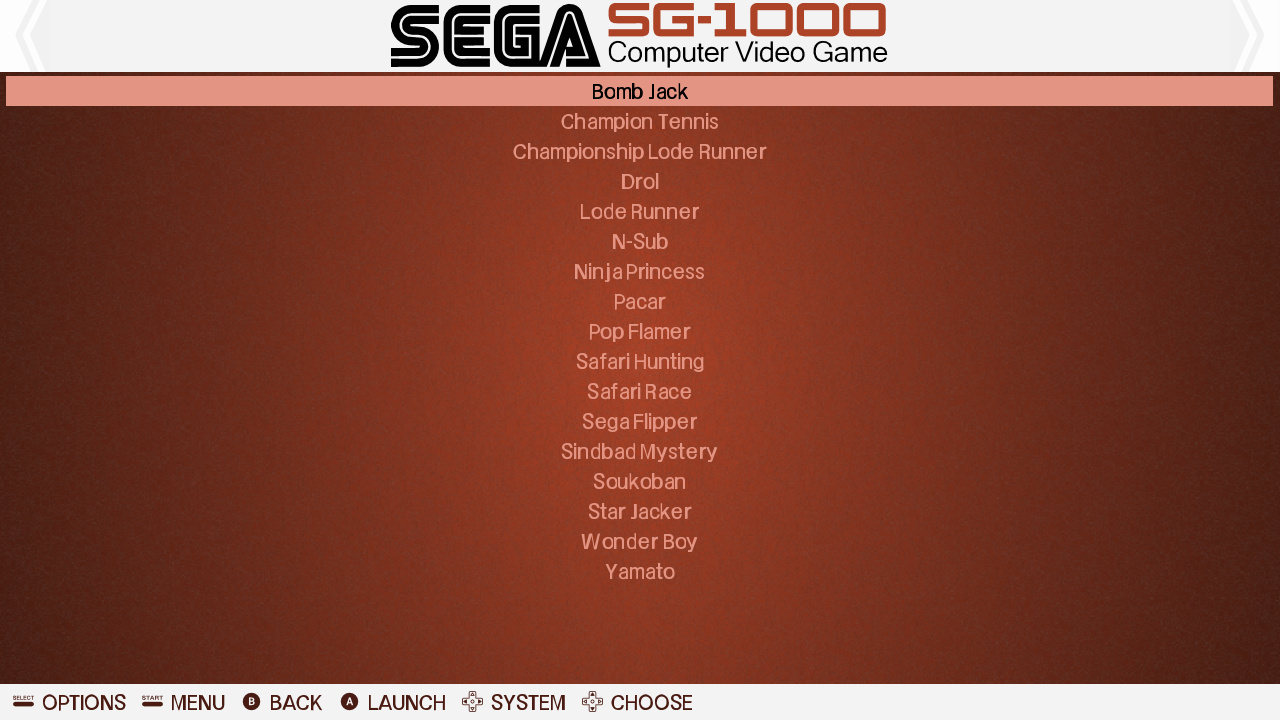 SEGA SG-1000
Computer Video Game
Bomb Jack
Champion Tennis
Championship Lode Runner
Drol
Lode Runner
N-Sub
Ninja Princess
Pacar
Pop Flamer
Safari Hunting
Safari Race
Sega Flipper
Sindbad Mystery
Soukoban
Star Jacker
Wonder Boy
Yamato
SELECT OPTIONS START MENU B BACK A LAUNCH SYSTEM CHOOSE